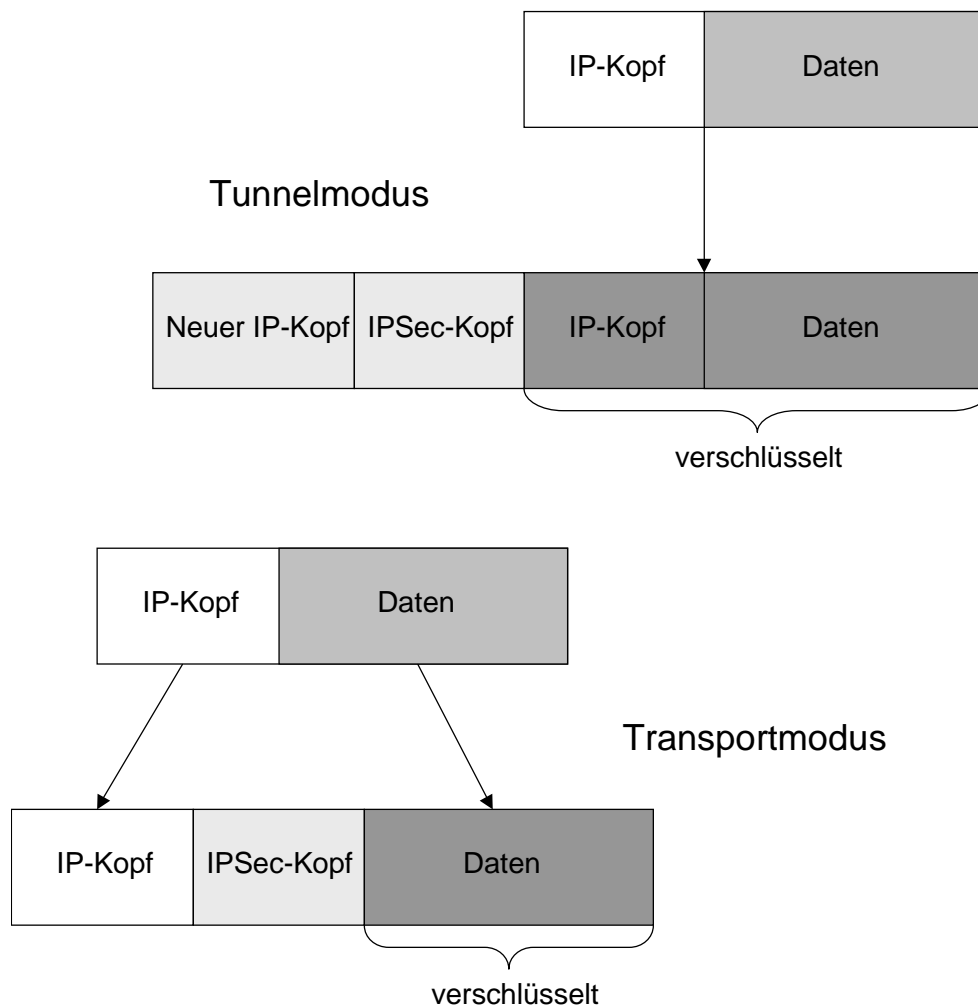 IP-Kopf Daten
Tunnelmodus
Neuer IP-Kopf IPSec-Kopf IP-Kopf Daten
verschlüsselt
IP-Kopf Daten
Transportmodus
IP-Kopf IPSec-Kopf Daten
verschlüsselt